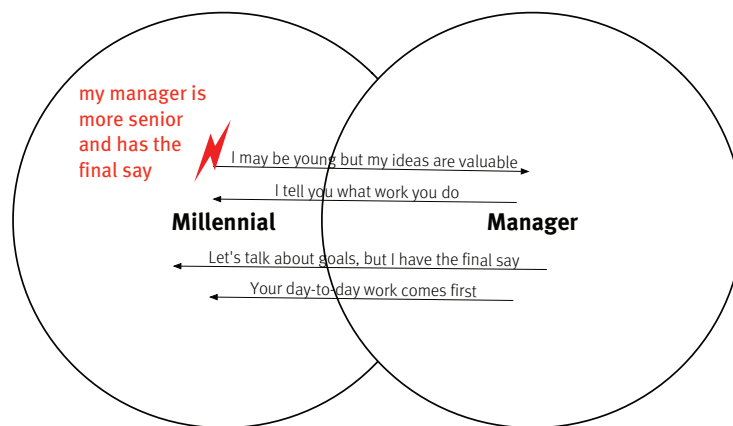 my manager is
more senior
and has the
final say
I may be young but my ideas are valuable
I tell you what work you do
Millennial
Manager
Let's talk about goals, but I have the final say
Your day-to-day work comes first